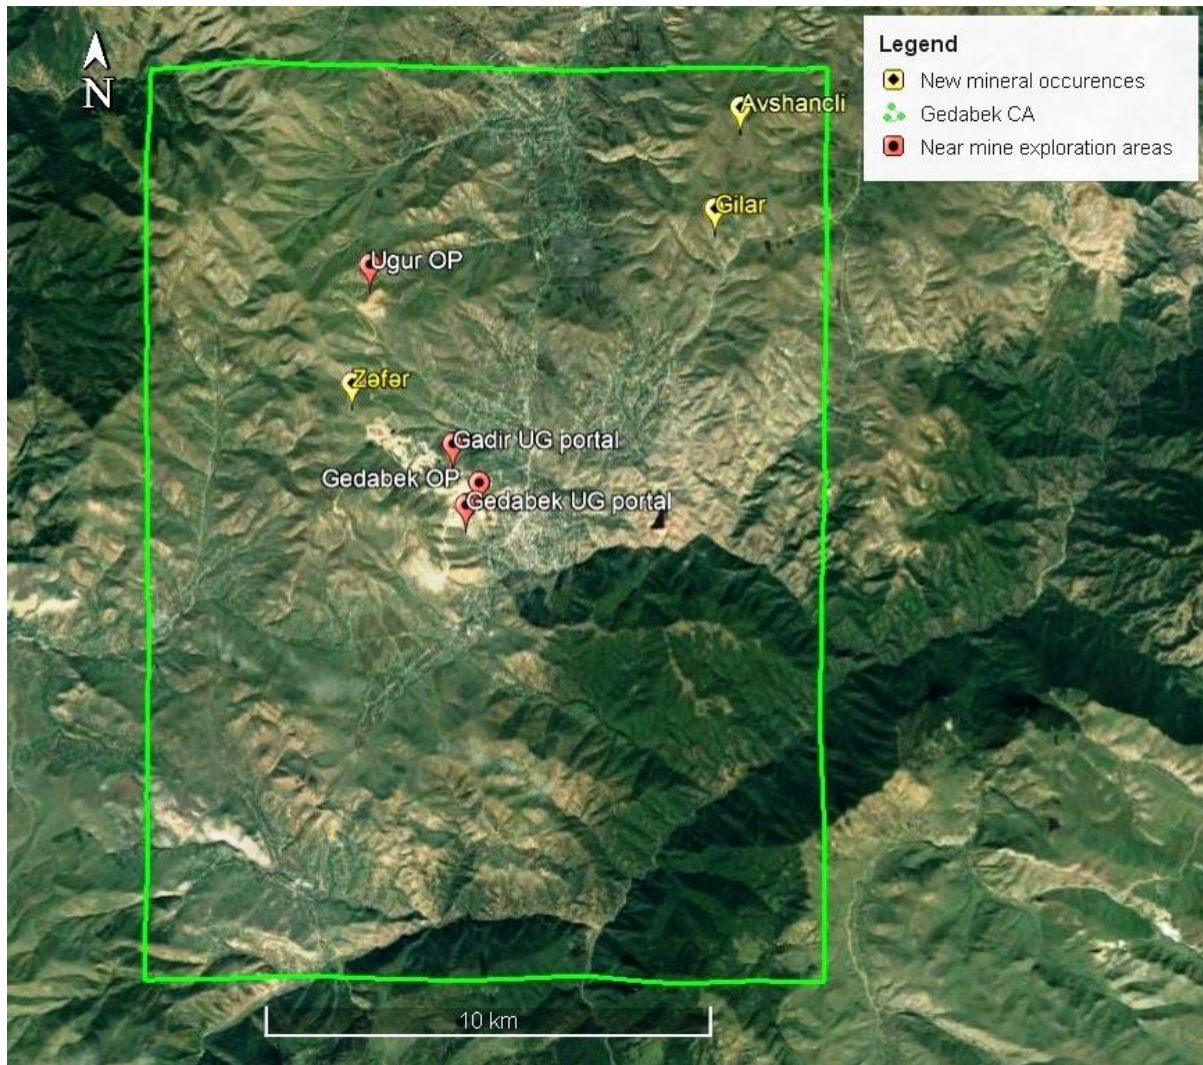 N
Legend
New mineral occurences
Gedabek CA
Near mine exploration areas
Avshancli
Gilar
Ugur OP
Zəfər
Gadir UG portal
Gedabek OP
Gedabek UG portal
10 km